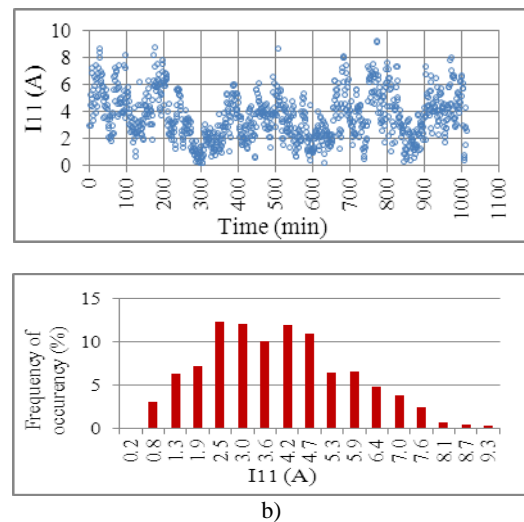 10
8
6
4
2
0
I11 (A)
0 100 200 300 400 500 600 700 800 900 1000 1100
Time (min)
15
10
5
0
Frequency of
occurency (%)
0.2 0.8 1.3 1.9 2.5 3.0 3.6 4.2 4.7 5.3 5.9 6.4 7.0 7.6 8.1 8.7 9.3
I11 (A)
b)